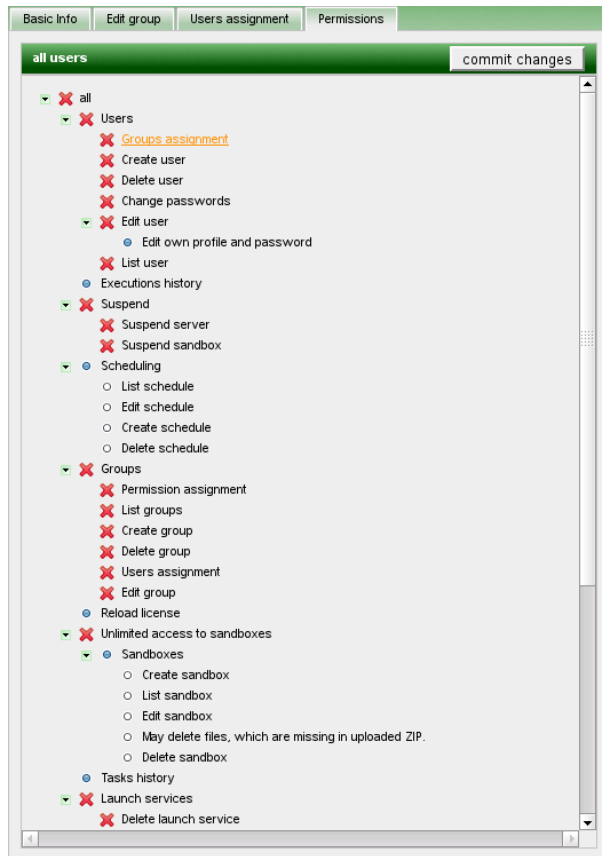 Basic Info Edit group Users assignment Permissions
all users commit changes
all
Users
Groups assignment
Create user
Delete user
Change passwords
Edit user
Edit own profile and password
List user
Executions history
Suspend
Suspend server
Suspend sandbox
Scheduling
List schedule
Edit schedule
Create schedule
Delete schedule
Groups
Permission assignment
List groups
Create group
Delete group
Users assignment
Edit group
Reload license
Unlimited access to sandboxes
Sandboxes
Create sandbox
List sandbox
Edit sandbox
May delete files, which are missing in uploaded ZIP.
Delete sandbox
Tasks history
Launch services
Delete launch service